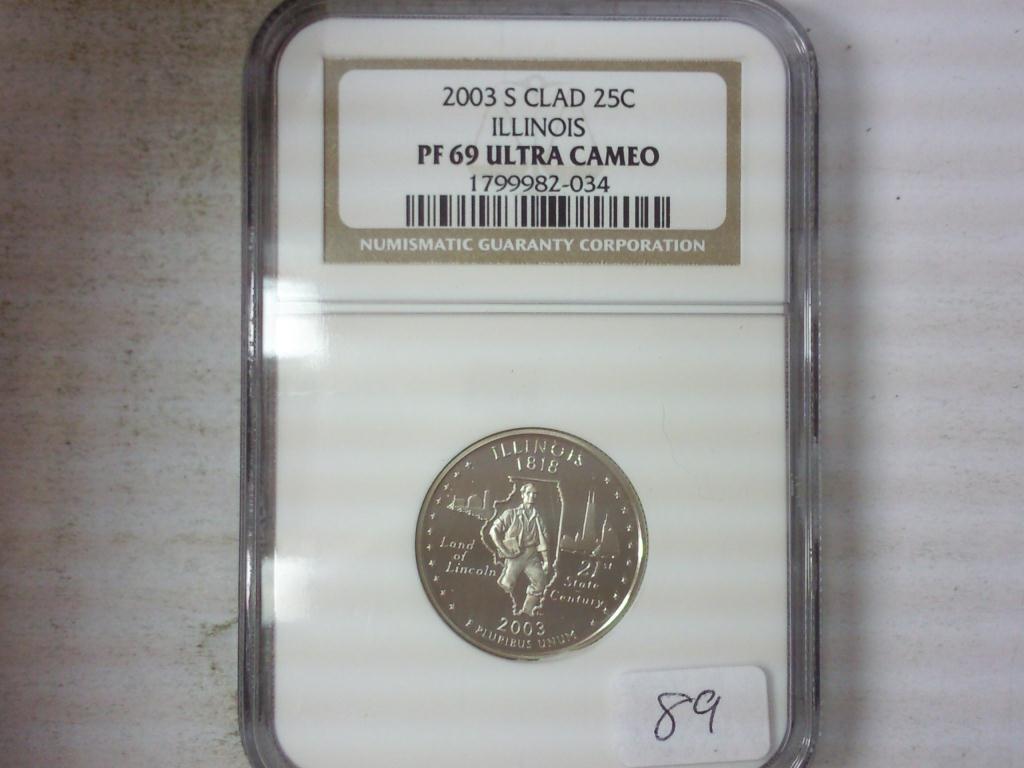 2003 S CLAD 25C
ILLINOIS
PF 69 ULTRA CAMEO
1799982-034
NUMISMATIC GUARANTY CORPORATION
ILLINOIS
1818
Land
of
Lincoln
21st
State
Century
2003
E PLURIBUS UNUM
89